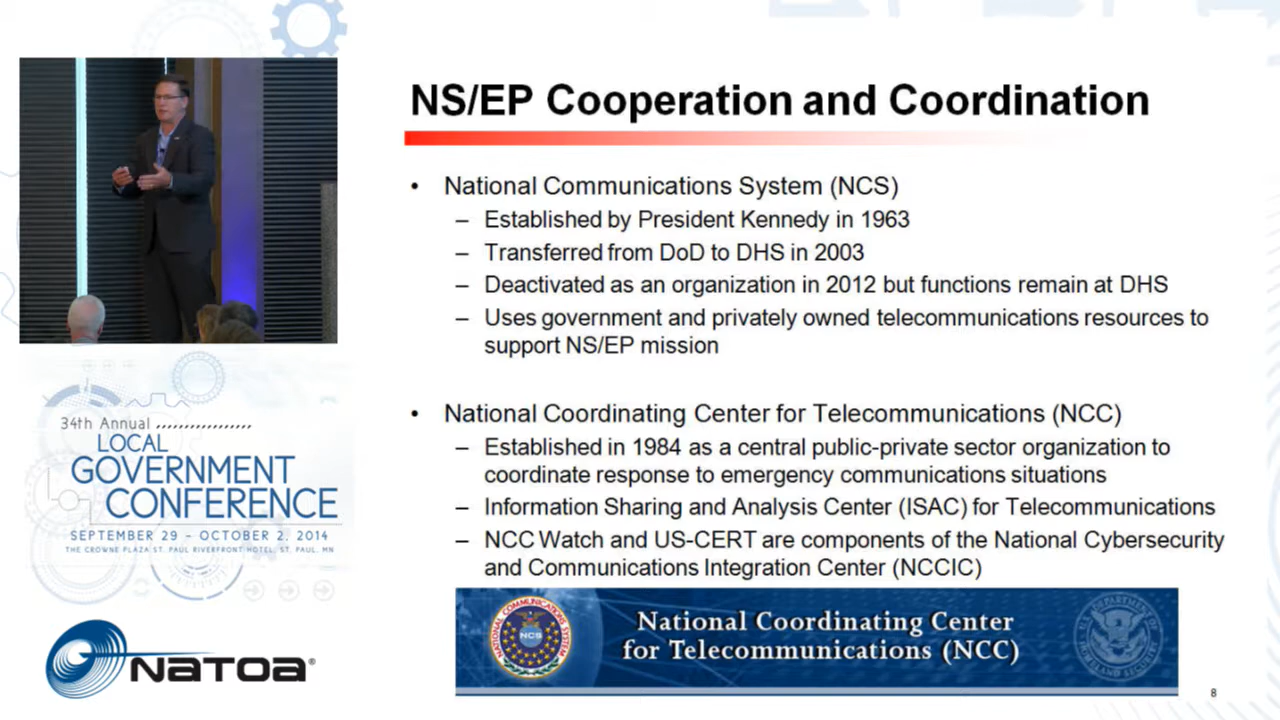 NS/EP Cooperation and Coordination
• National Communications System (NCS)
– Established by President Kennedy in 1963
– Transferred from DoD to DHS in 2003
– Deactivated as an organization in 2012 but functions remain at DHS
– Uses government and privately owned telecommunications resources to
support NS/EP mission
• National Coordinating Center for Telecommunications (NCC)
– Established in 1984 as a central public-private sector organization to
coordinate response to emergency communications situations
– Information Sharing and Analysis Center (ISAC) for Telecommunications
– NCC Watch and US-CERT are components of the National Cybersecurity
and Communications Integration Center (NCCIC)
NATIONAL COMMUNICATIONS SYSTEM
NCS
National Coordinating Center
for Telecommunications (NCC)
8
34th Annual
LOCAL
GOVERNMENT
CONFERENCE
SEPTEMBER 29 - OCTOBER 2, 2014
THE CROWNE PLAZA ST. PAUL RIVERFRONT HOTEL, ST. PAUL, MN
NATOA®